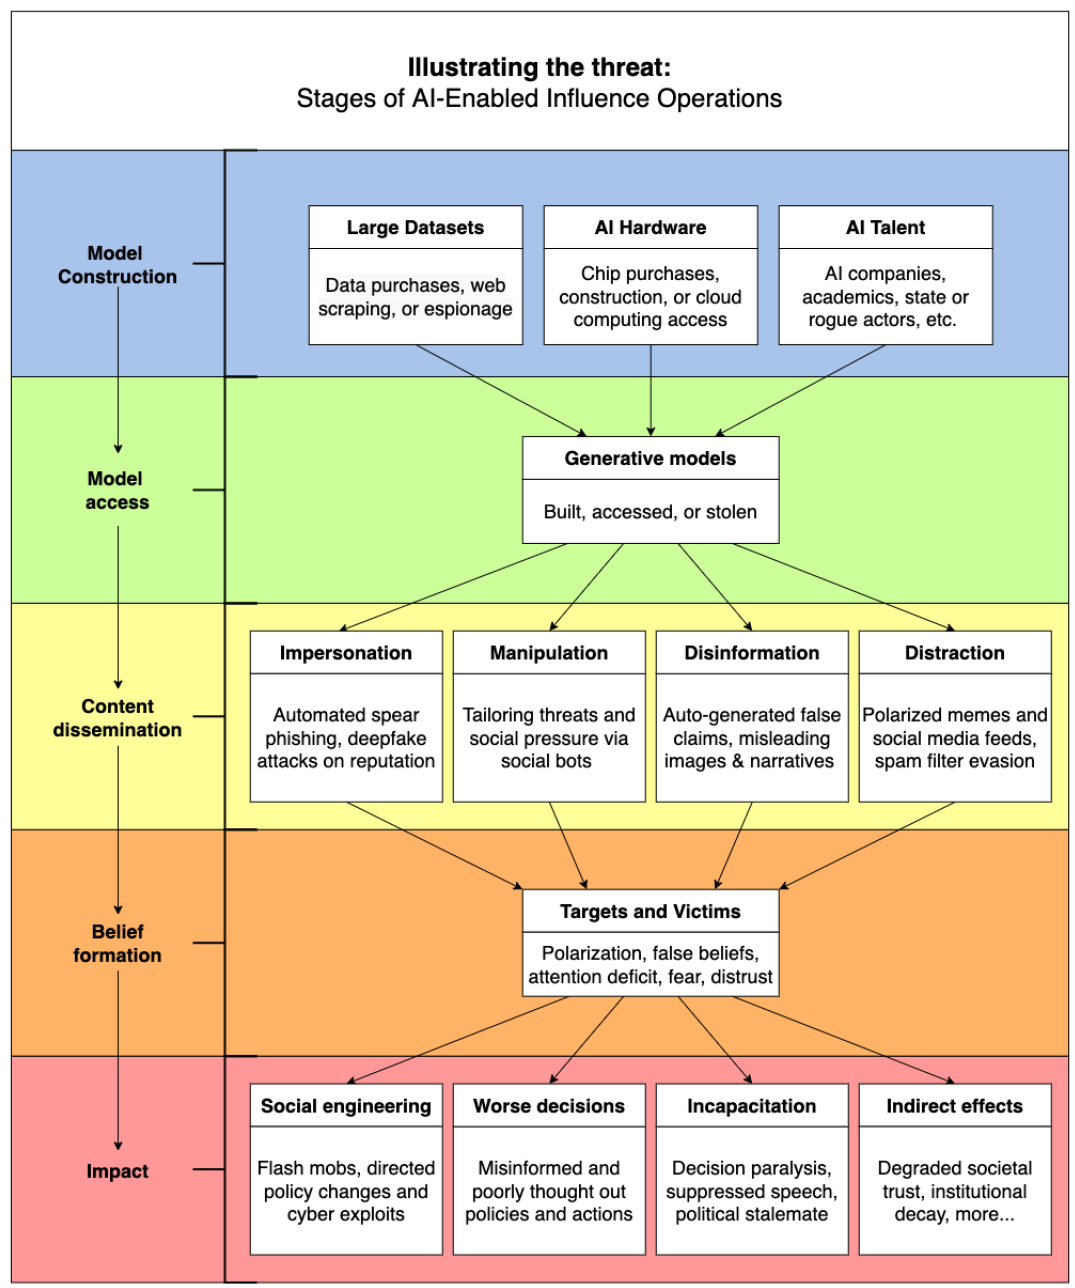 Illustrating the threat:
Stages of AI-Enabled Influence Operations
Model
Construction
Large Datasets
Data purchases, web
scraping, or espionage
AI Hardware
Chip purchases,
construction, or cloud
computing access
AI Talent
AI companies,
academics, state or
rogue actors, etc.
Model
access
Generative models
Built, accessed, or stolen
Content
dissemination
Impersonation
Automated spear
phishing, deepfake
attacks on reputation
Manipulation
Tailoring threats and
social pressure via
social bots
Disinformation
Auto-generated false
claims, misleading
images & narratives
Distraction
Polarized memes and
social media feeds,
spam filter evasion
Belief
formation
Targets and Victims
Polarization, false beliefs,
attention deficit, fear, distrust
Impact
Social engineering
Flash mobs, directed
policy changes and
cyber exploits
Worse decisions
Misinformed and
poorly thought out
policies and actions
Incapacitation
Decision paralysis,
suppressed speech,
political stalemate
Indirect effects
Degraded societal
trust, institutional
decay, more...